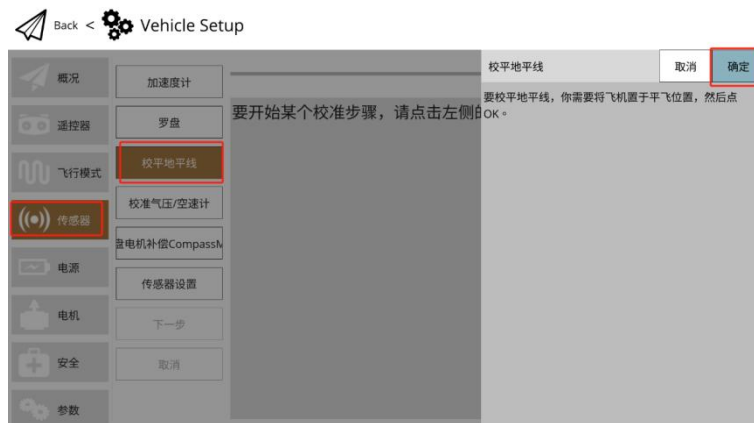 Back < Vehicle Setup
概况
遥控器
飞行模式
传感器
电源
电机
安全
参数
加速度计
罗盘
校平地平线
校准气压/空速计
盘电机补偿CompassM
传感器设置
下一步
取消
要开始某个校准步骤，请点击左侧的
校平地平线
取消
确定
要校平地平线，你需要将飞机置于平飞位置，然后点
OK。